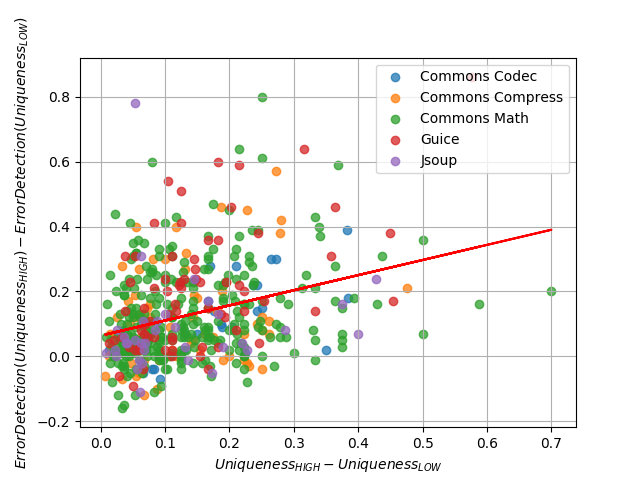 Commons Codec
Commons Compress
Commons Math
Guice
Jsoup
0.8
0.6
0.4
0.2
0.0
−0.2
0.0 0.1 0.2 0.3 0.4 0.5 0.6 0.7
Uniqueness_HIGH − Uniqueness_LOW
ErrorDetection(Uniqueness_HIGH) − ErrorDetection(Uniqueness_LOW)